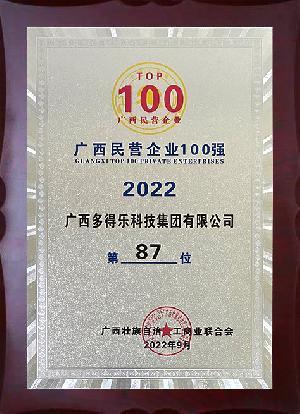 TOP
100
广西民营企业
广西民营企业100强
GUANGXI TOP 100 PRIVATE ENTERPRISES
2022
广西多得乐科技集团有限公司
第 87 位
广西壮族自治 工商业联合会
2022年9月